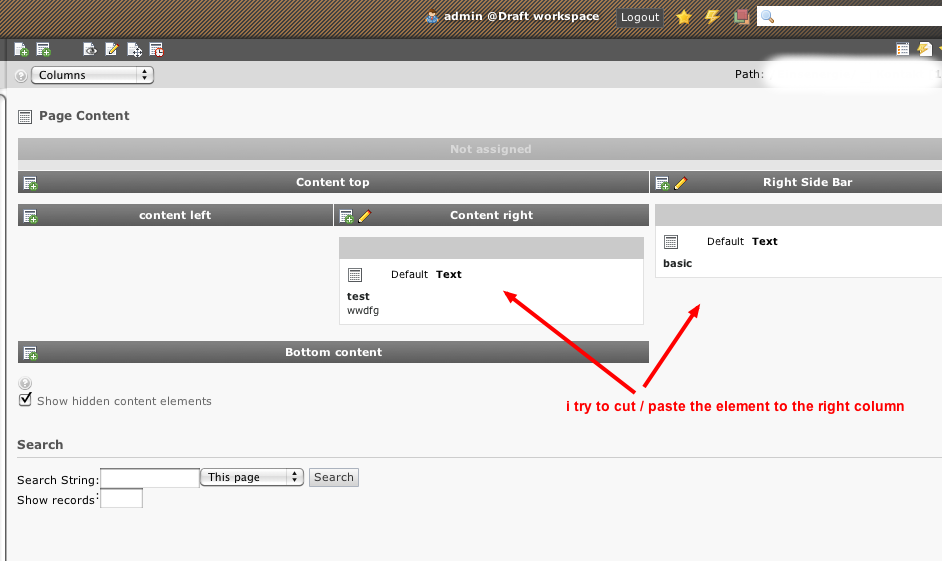 admin @Draft workspace Logout
Columns Path:
Page Content
Not assigned
Content top Right Side Bar
content left Content right
Default Text
basic
Default Text
test
wwdfg
Bottom content
i try to cut / paste the element to the right column
Show hidden content elements
Search
Search String: This page Search
Show records: